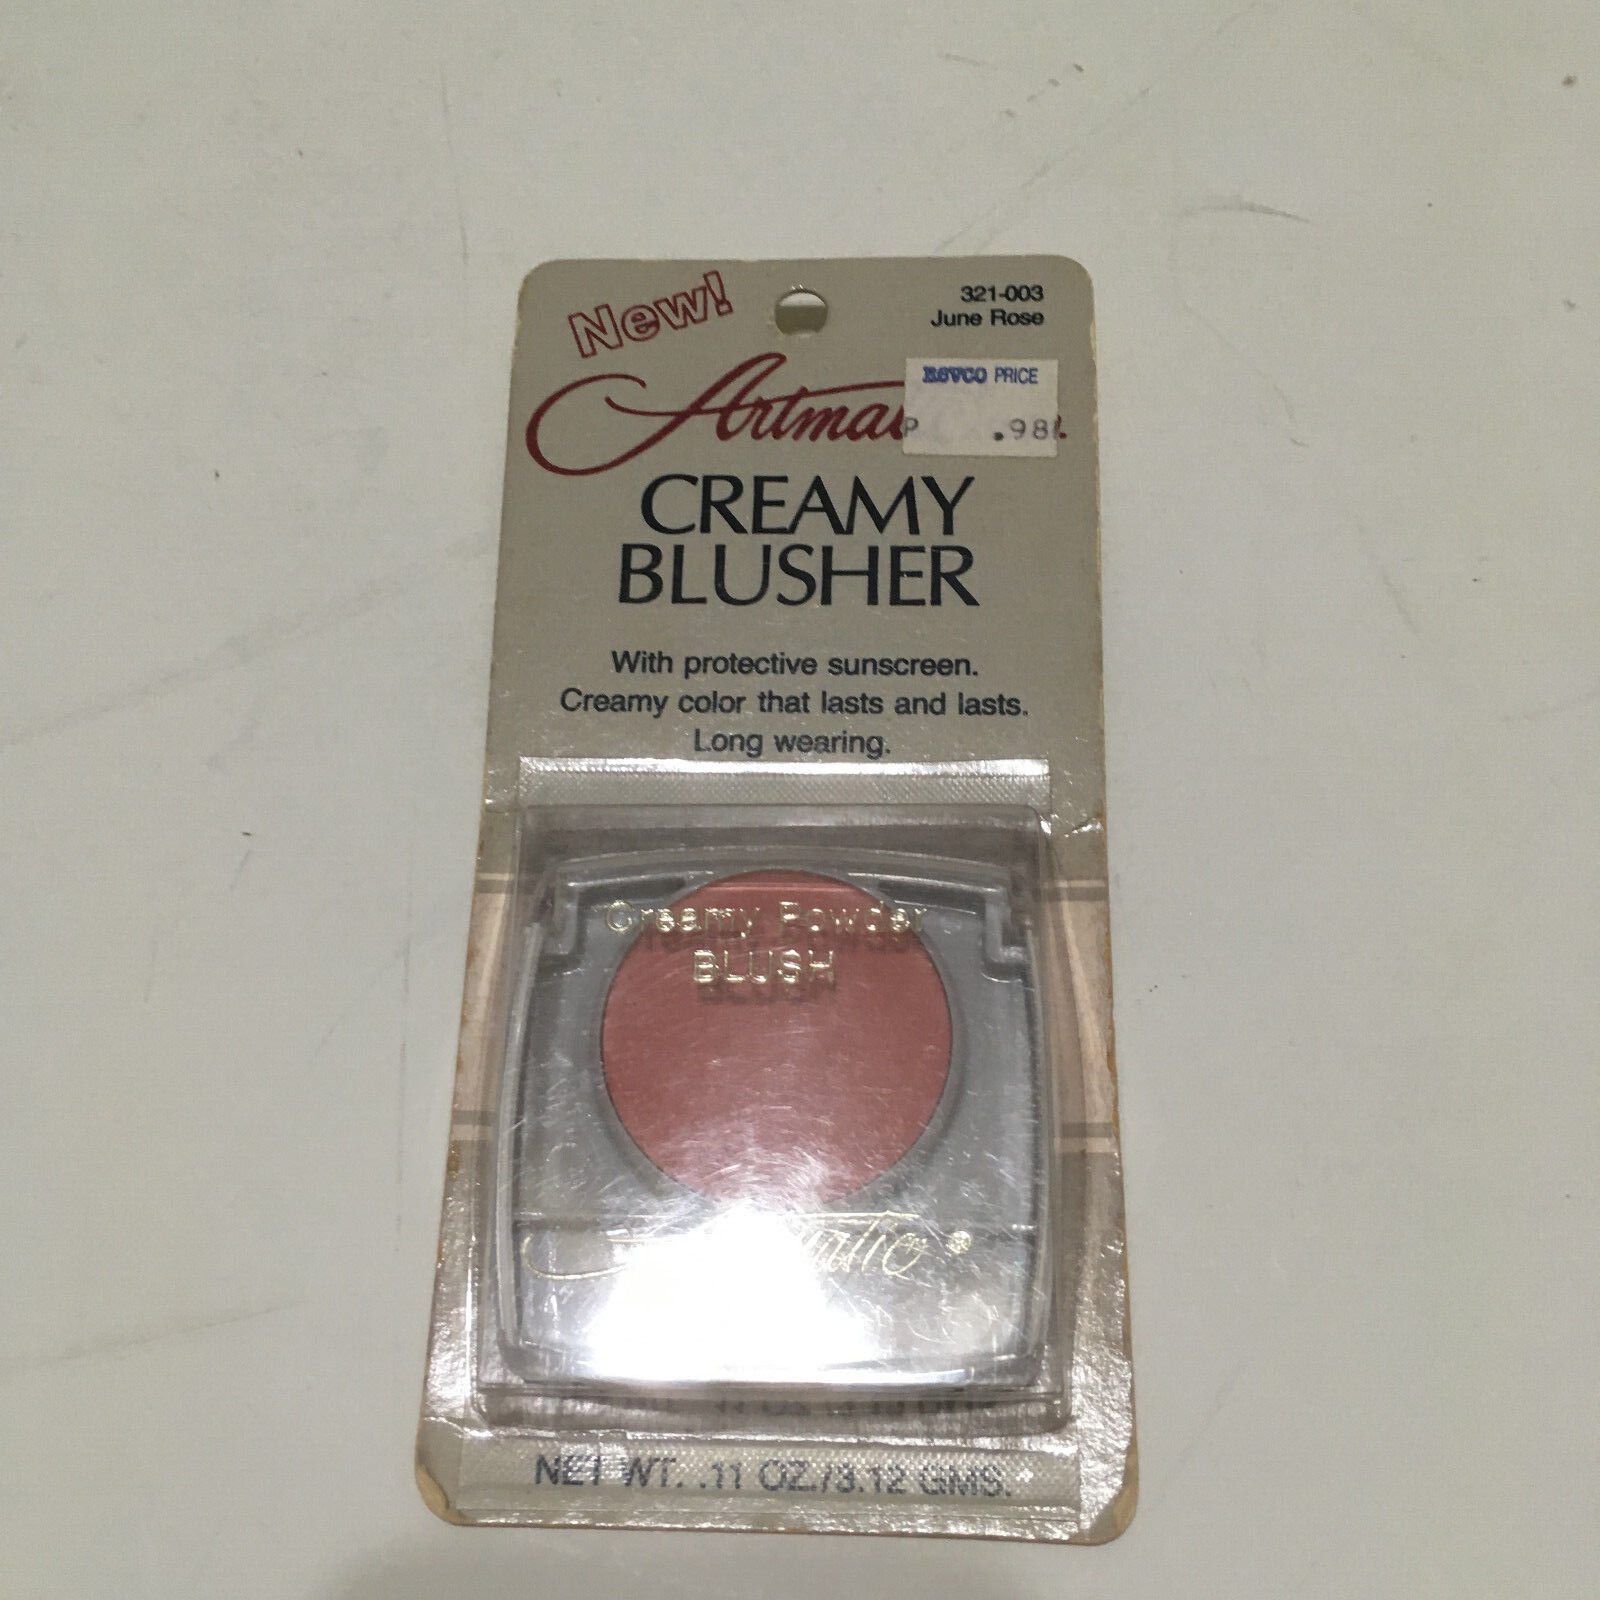 New!
321-003
June Rose
Revco PRICE
P .98
CREAMY
BLUSHER
With protective sunscreen.
Creamy color that lasts and lasts.
Long wearing.
Creamy Powder
BLUSH
NET WT. .11 OZ./3.12 GMS.